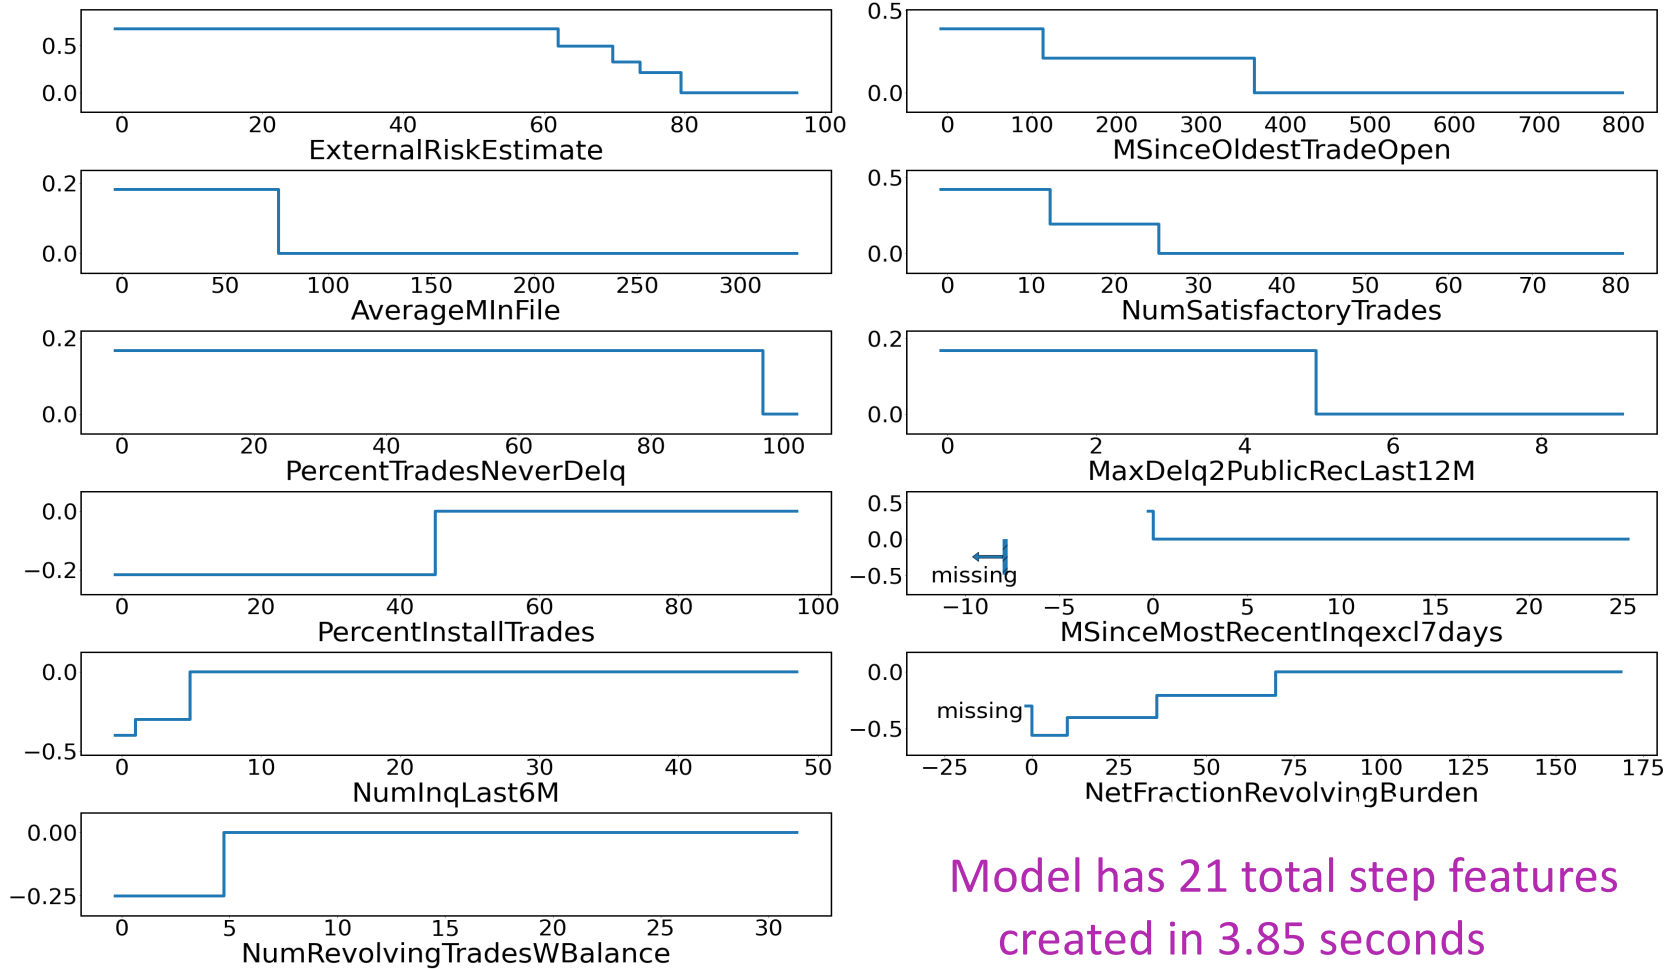 0.5
0.0
0 20 40 60 80 100
ExternalRiskEstimate
0.5
0.0
0 100 200 300 400 500 600 700 800
MSinceOldestTradeOpen
0.2
0.0
0 50 100 150 200 250 300
AverageMInFile
0.5
0.0
0 10 20 30 40 50 60 70 80
NumSatisfactoryTrades
0.2
0.0
0 20 40 60 80 100
PercentTradesNeverDelq
0.2
0.0
0 2 4 6 8
MaxDelq2PublicRecLast12M
0.0
−0.2
0 20 40 60 80 100
PercentInstallTrades
0.5
0.0
−0.5
missing
−10 −5 0 5 10 15 20 25
MSinceMostRecentInqexcl7days
0.0
−0.5
0 10 20 30 40 50
NumInqLast6M
0.0
missing
−0.5
−25 0 25 50 75 100 125 150 175
NetFractionRevolvingBurden
0.00
−0.25
0 5 10 15 20 25 30
NumRevolvingTradesWBalance
Model has 21 total step features
created in 3.85 seconds